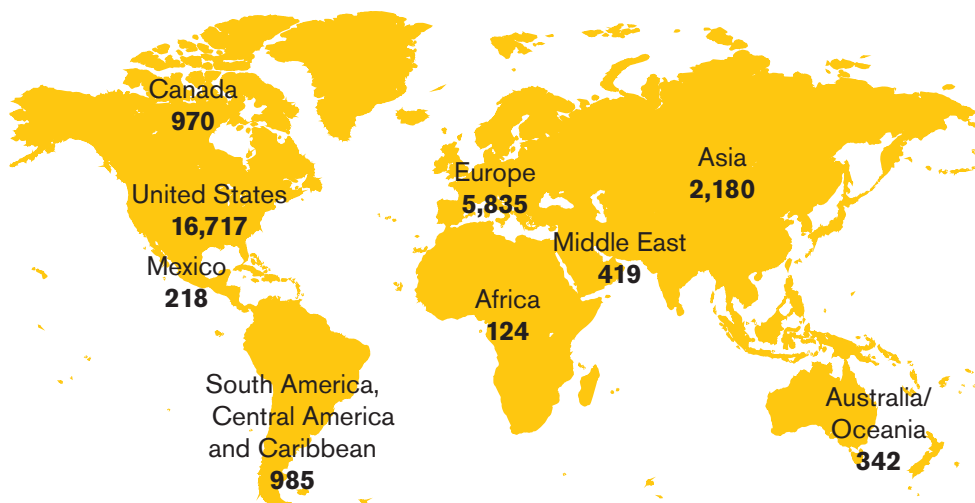 Canada
970
United States
16,717
Mexico
218
South America,
Central America
and Caribbean
985
Europe
5,835
Africa
124
Middle East
419
Asia
2,180
Australia/
Oceania
342